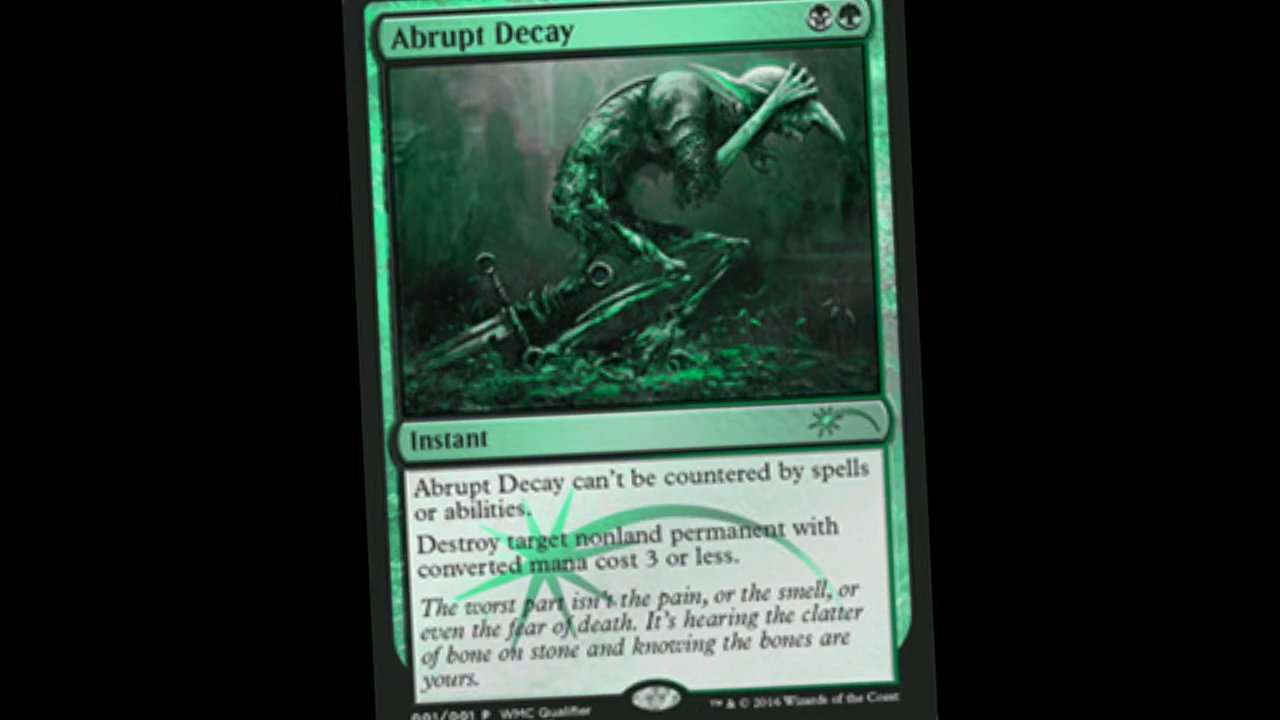 Abrupt Decay
Instant
Abrupt Decay can't be countered by spells
or abilities.
Destroy target nonland permanent with
converted mana cost 3 or less.
The worst part isn't the pain, or the smell, or
even the fear of death. It's hearing the clatter
of bone on stone and knowing the bones are
yours.
001/001 P WMC Qualifier
™ & © 2016 Wizards of the Coast